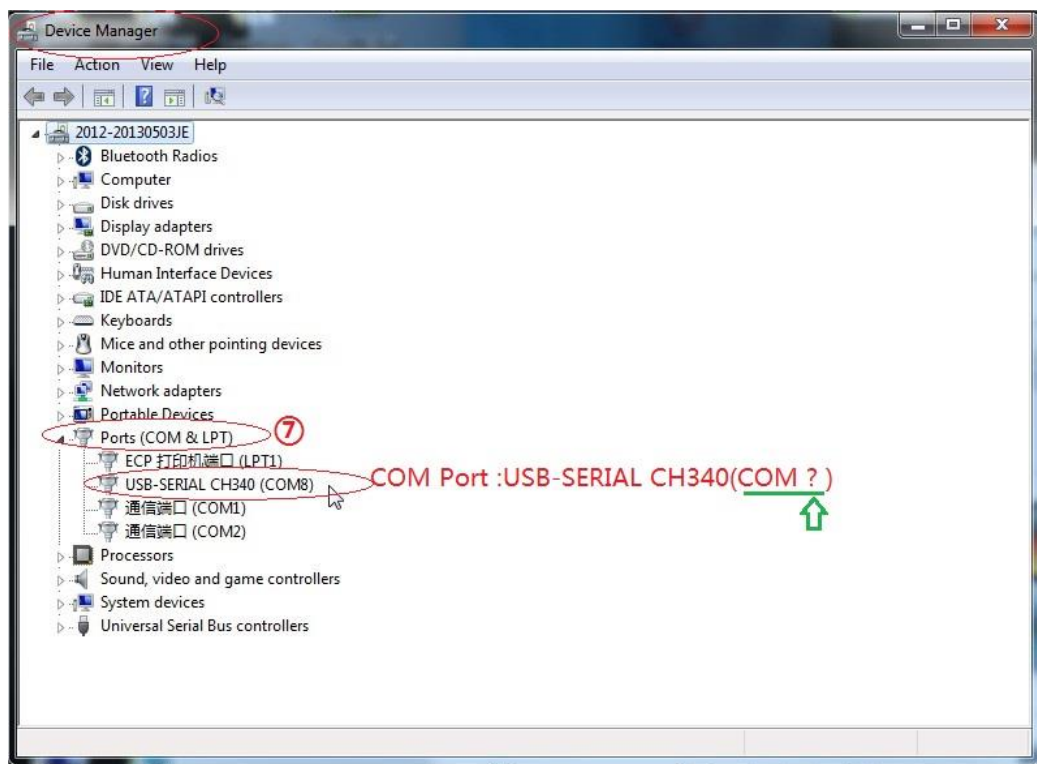 Device Manager
File Action View Help
2012-20130503JE
Bluetooth Radios
Computer
Disk drives
Display adapters
DVD/CD-ROM drives
Human Interface Devices
IDE ATA/ATAPI controllers
Keyboards
Mice and other pointing devices
Monitors
Network adapters
Portable Devices
Ports (COM & LPT) ⑦
ECP 打印机端口 (LPT1)
USB-SERIAL CH340 (COM8) COM Port :USB-SERIAL CH340(COM ? )
通信端口 (COM1)
通信端口 (COM2)
Processors
Sound, video and game controllers
System devices
Universal Serial Bus controllers